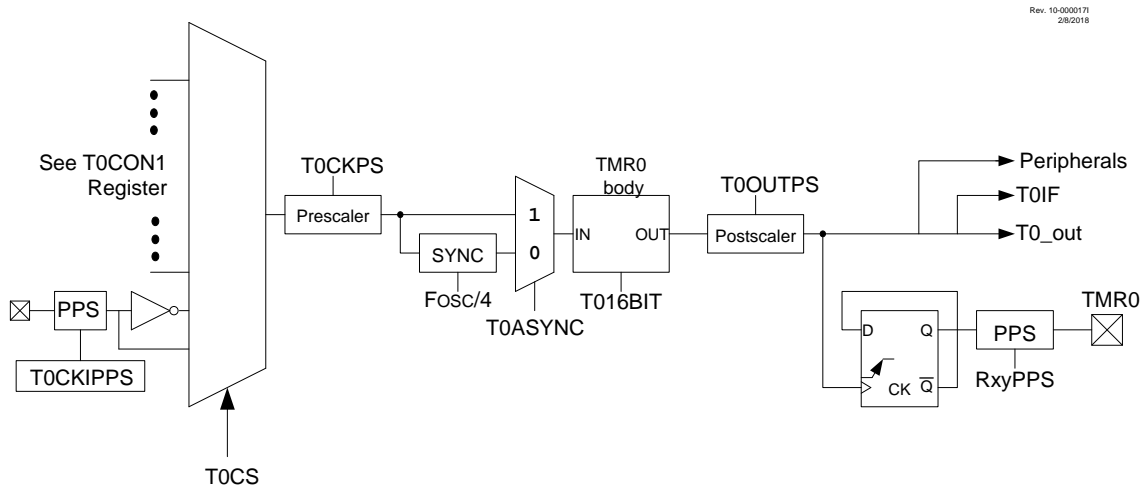 Rev. 10-000017I
2/8/2018
See T0CON1
Register
T0CKPS
Prescaler
SYNC
FOSC/4
1
0
T0ASYNC
TMR0
body
IN
OUT
T016BIT
T0OUTPS
Postscaler
Peripherals
T0IF
T0_out
PPS
T0CKIPPS
T0CS
D
Q
CK
Q̅
PPS
RxyPPS
TMR0